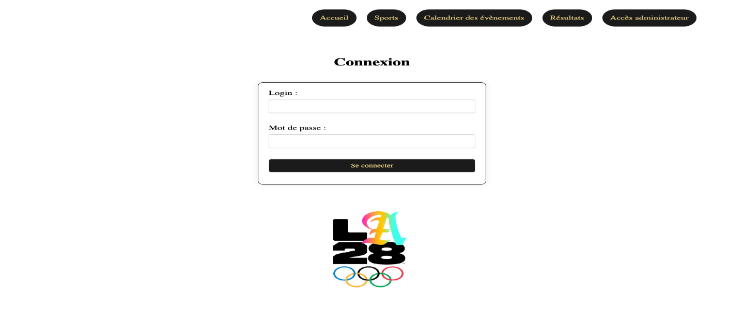 Accueil Sports Calendrier des évènements Résultats Accès administrateur
Connexion
Login :
Mot de passe :
Se connecter
LA
28